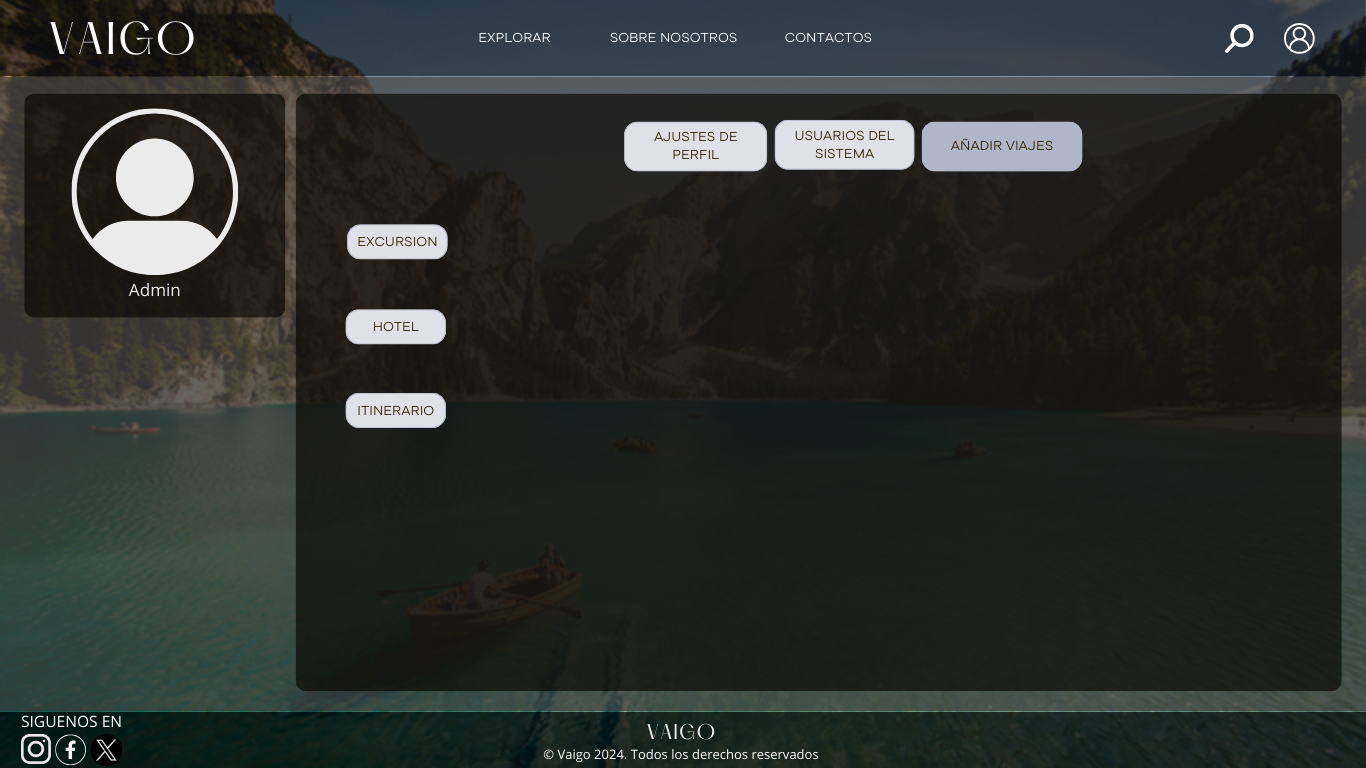 VAIGO
EXPLORAR
SOBRE NOSOTROS
CONTACTOS
Admin
AJUSTES DE
PERFIL
USUARIOS DEL
SISTEMA
AÑADIR VIAJES
EXCURSION
HOTEL
ITINERARIO
SIGUENOS EN
VAIGO
© Vaigo 2024. Todos los derechos reservados